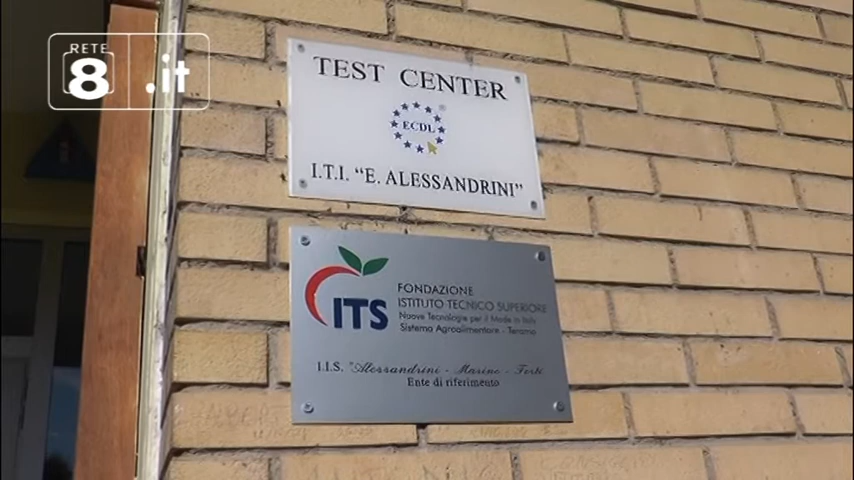 RETE
8 .it
TEST CENTER
ECDL
I.T.I. “E. ALESSANDRINI”
ITS
FONDAZIONE
ISTITUTO TECNICO SUPERIORE
Nuove Tecnologie per il Made in Italy
Sistema Agroalimentare - Teramo
I.I.S. "Alessandrini - Marino - Forti
Ente di riferimento